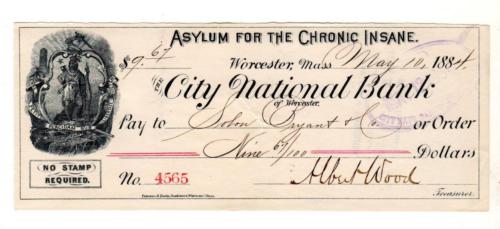 ASYLUM FOR THE CHRONIC INSANE.
$9.67
Worcester, Mass May 10, 1884.
THE
City National Bank
of Worcester.
Pay to Solon Bryant & Co. or Order
Nine 67/100 Dollars
NO STAMP
REQUIRED.
No. 4565
Albert Wood
Treasurer.